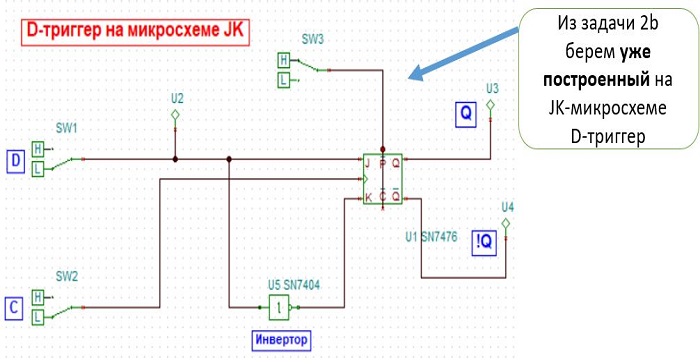 D-триггер на микросхеме JK
Из задачи 2b
берем уже
построенный на
JK-микросхеме
D-триггер
SW3
H
L
U2
U3
Q
SW1
D
H
L
J P Q
K C Q
U4
U1 SN7476
!Q
SW2
C
H
L
U5 SN7404
1
Инвертор